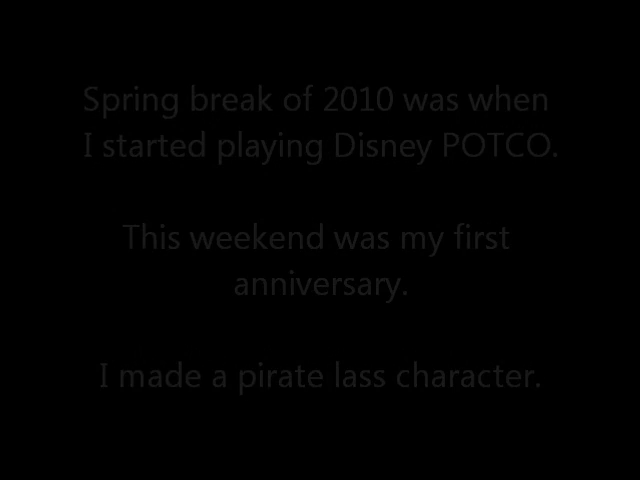 Spring break of 2010 was when
I started playing Disney POTCO.
This weekend was my first
anniversary.
I made a pirate lass character.